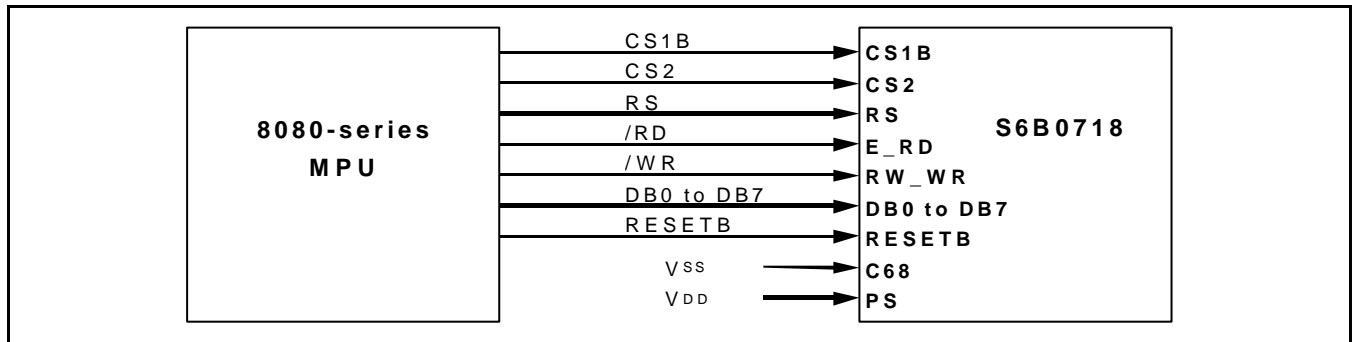 8080-series
MPU
CS1B
CS2
RS
/RD
/WR
DB0 to DB7
RESETB
VSS
VDD
CS1B
CS2
RS
E_RD
RW_WR
DB0 to DB7
RESETB
C68
PS
S6B0718